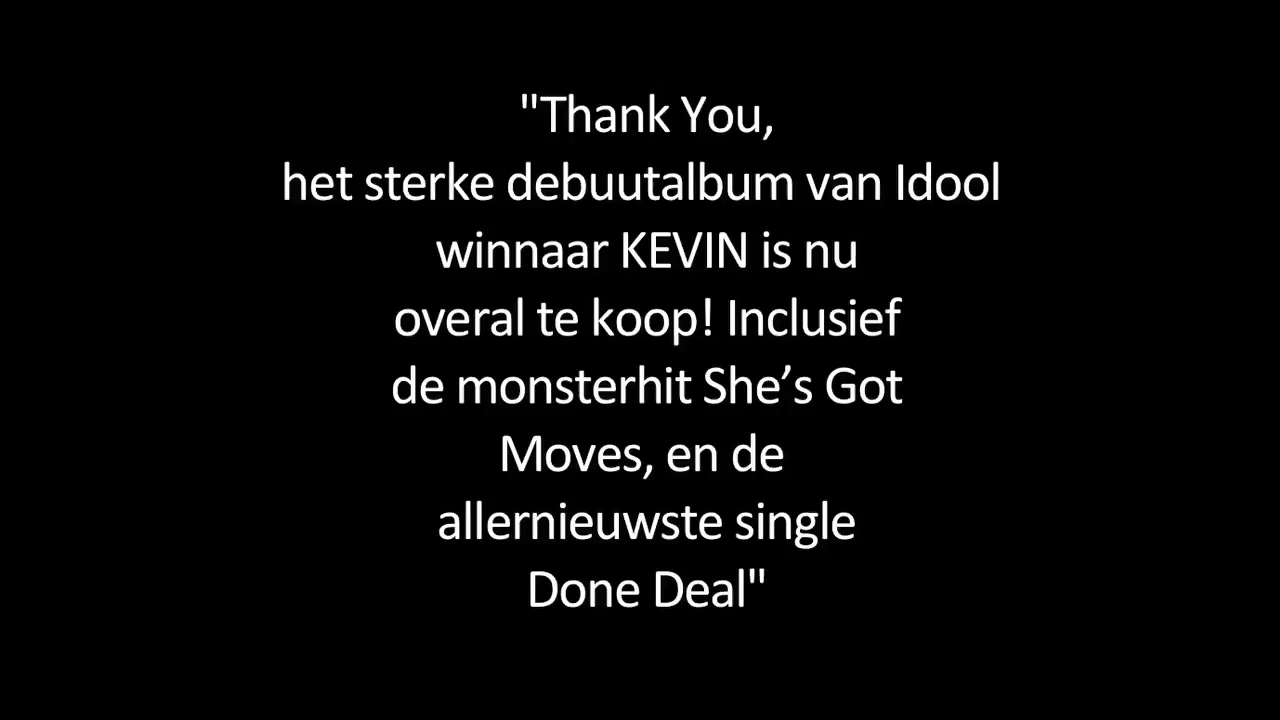 "Thank You,
het sterke debuutalbum van Idool
winnaar KEVIN is nu
overal te koop! Inclusief
de monsterhit She’s Got
Moves, en de
allernieuwste single
Done Deal"